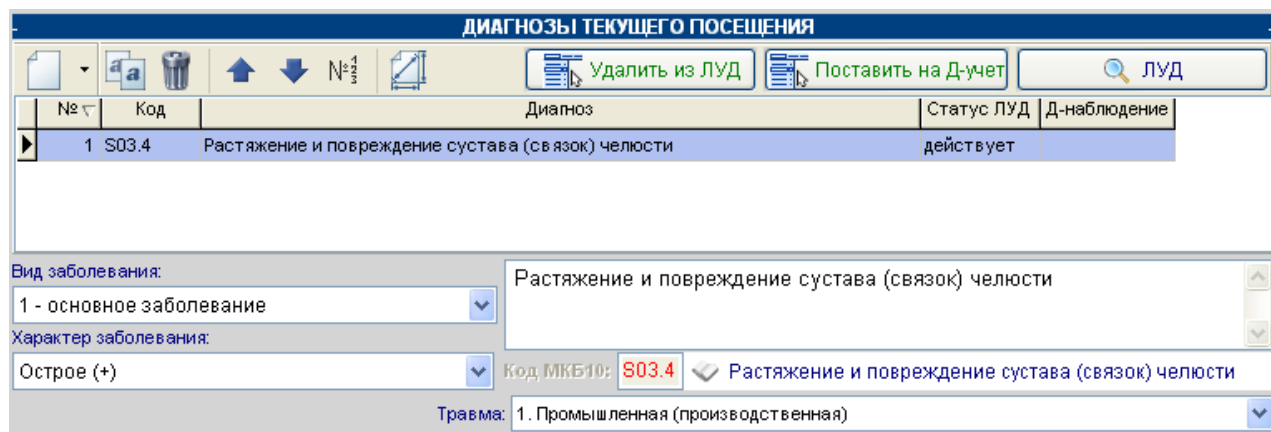 ДИАГНОЗЫ ТЕКУЩЕГО ПОСЕЩЕНИЯ
Удалить из ЛУД Поставить на Д-учет ЛУД
№ Код Диагноз Статус ЛУД Д-наблюдение
1 S03.4 Растяжение и повреждение сустава (связок) челюсти действует
Вид заболевания:
Растяжение и повреждение сустава (связок) челюсти
1 - основное заболевание
Характер заболевания:
Острое (+) Код МКБ10: S03.4 Растяжение и повреждение сустава (связок) челюсти
Травма: 1. Промышленная (производственная)